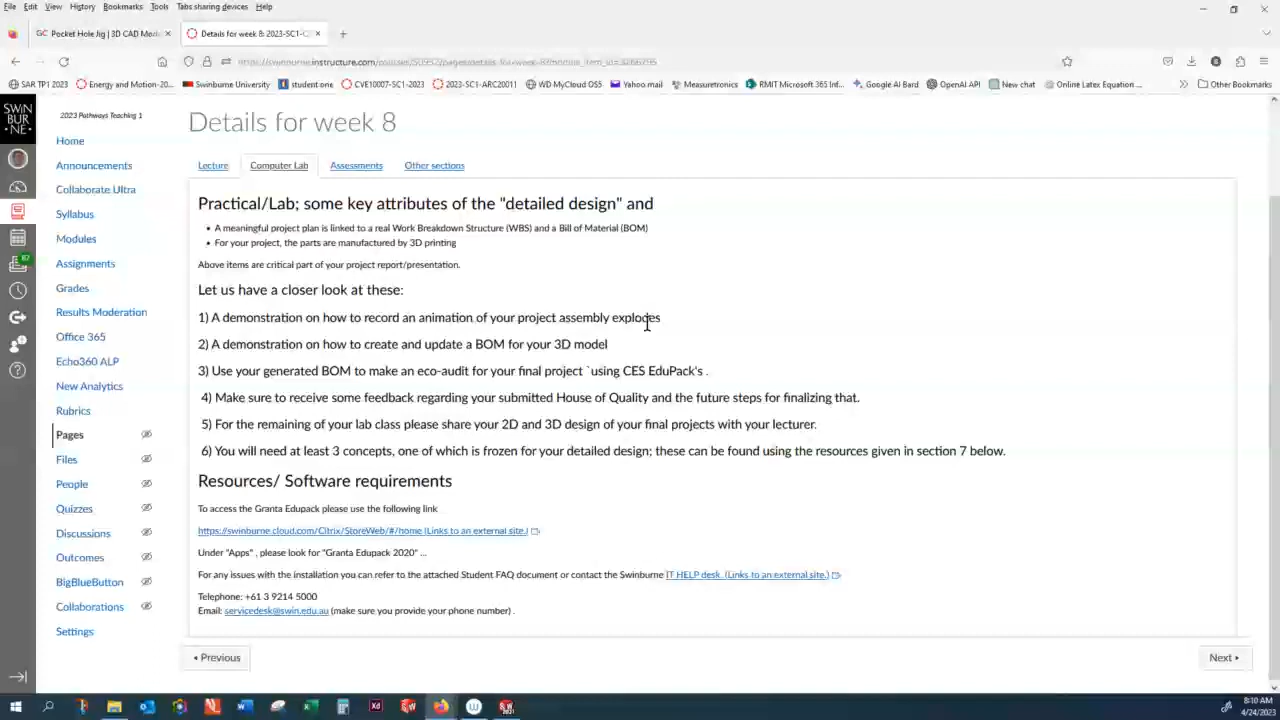 File Edit View History Bookmarks Tools Tabs sharing devices Help
Pocket Hole Jig | 3D CAD Mod
Details for week 8: 2023-SC1-C
SAR TP1 2023 Energy and Motion-20... Swinburne University student one CVE10007-SC1-2023 2023-SC1-ARC20011 WD MyCloud OS5 Yahoo mail Measuretronics RMIT Microsoft 365 Inf... Google AI Bard OpenAI API New chat Online Latex Equation ... Other Bookmarks
SWIN
BUR
NE
2023 Pathways Teaching 1
Home
Announcements
Collaborate Ultra
Syllabus
Modules
Assignments
Grades
Results Moderation
Office 365
Echo360 ALP
New Analytics
Rubrics
Pages
Files
People
Quizzes
Discussions
Outcomes
BigBlueButton
Collaborations
Settings
Details for week 8
Lecture Computer Lab Assessments Other sections
Practical/Lab; some key attributes of the "detailed design" and
• A meaningful project plan is linked to a real Work Breakdown Structure (WBS) and a Bill of Material (BOM)
• For your project, the parts are manufactured by 3D printing
Above items are critical part of your project report/presentation.
Let us have a closer look at these:
1) A demonstration on how to record an animation of your project assembly explodes
2) A demonstration on how to create and update a BOM for your 3D model
3) Use your generated BOM to make an eco-audit for your final project `using CES EduPack's .
4) Make sure to receive some feedback regarding your submitted House of Quality and the future steps for finalizing that.
5) For the remaining of your lab class please share your 2D and 3D design of your final projects with your lecturer.
6) You will need at least 3 concepts, one of which is frozen for your detailed design; these can be found using the resources given in section 7 below.
Resources/ Software requirements
To access the Granta Edupack please use the following link
https://swinburne.cloud.com/Citrix/StoreWeb/#/home (Links to an external site.)
Under "Apps" , please look for "Granta Edupack 2020" ...
For any issues with the installation you can refer to the attached Student FAQ document or contact the Swinburne IT HELP desk. (Links to an external site.)
Telephone: +61 3 9214 5000
Email: servicedesk@swin.edu.au (make sure you provide your phone number) .
◂ Previous
Next ▸
8:10 AM
4/24/2023